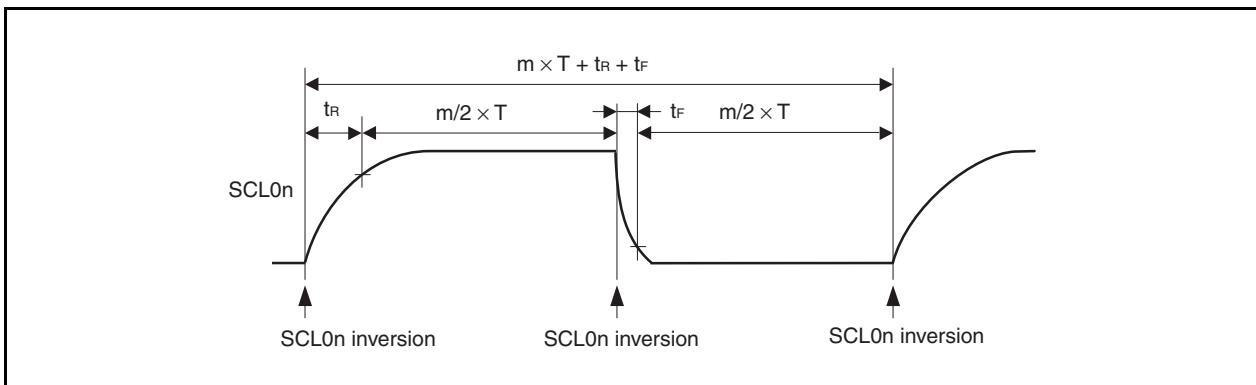 m × T + tR + tF
tR
m/2 × T
tF
m/2 × T
SCL0n
SCL0n inversion
SCL0n inversion
SCL0n inversion